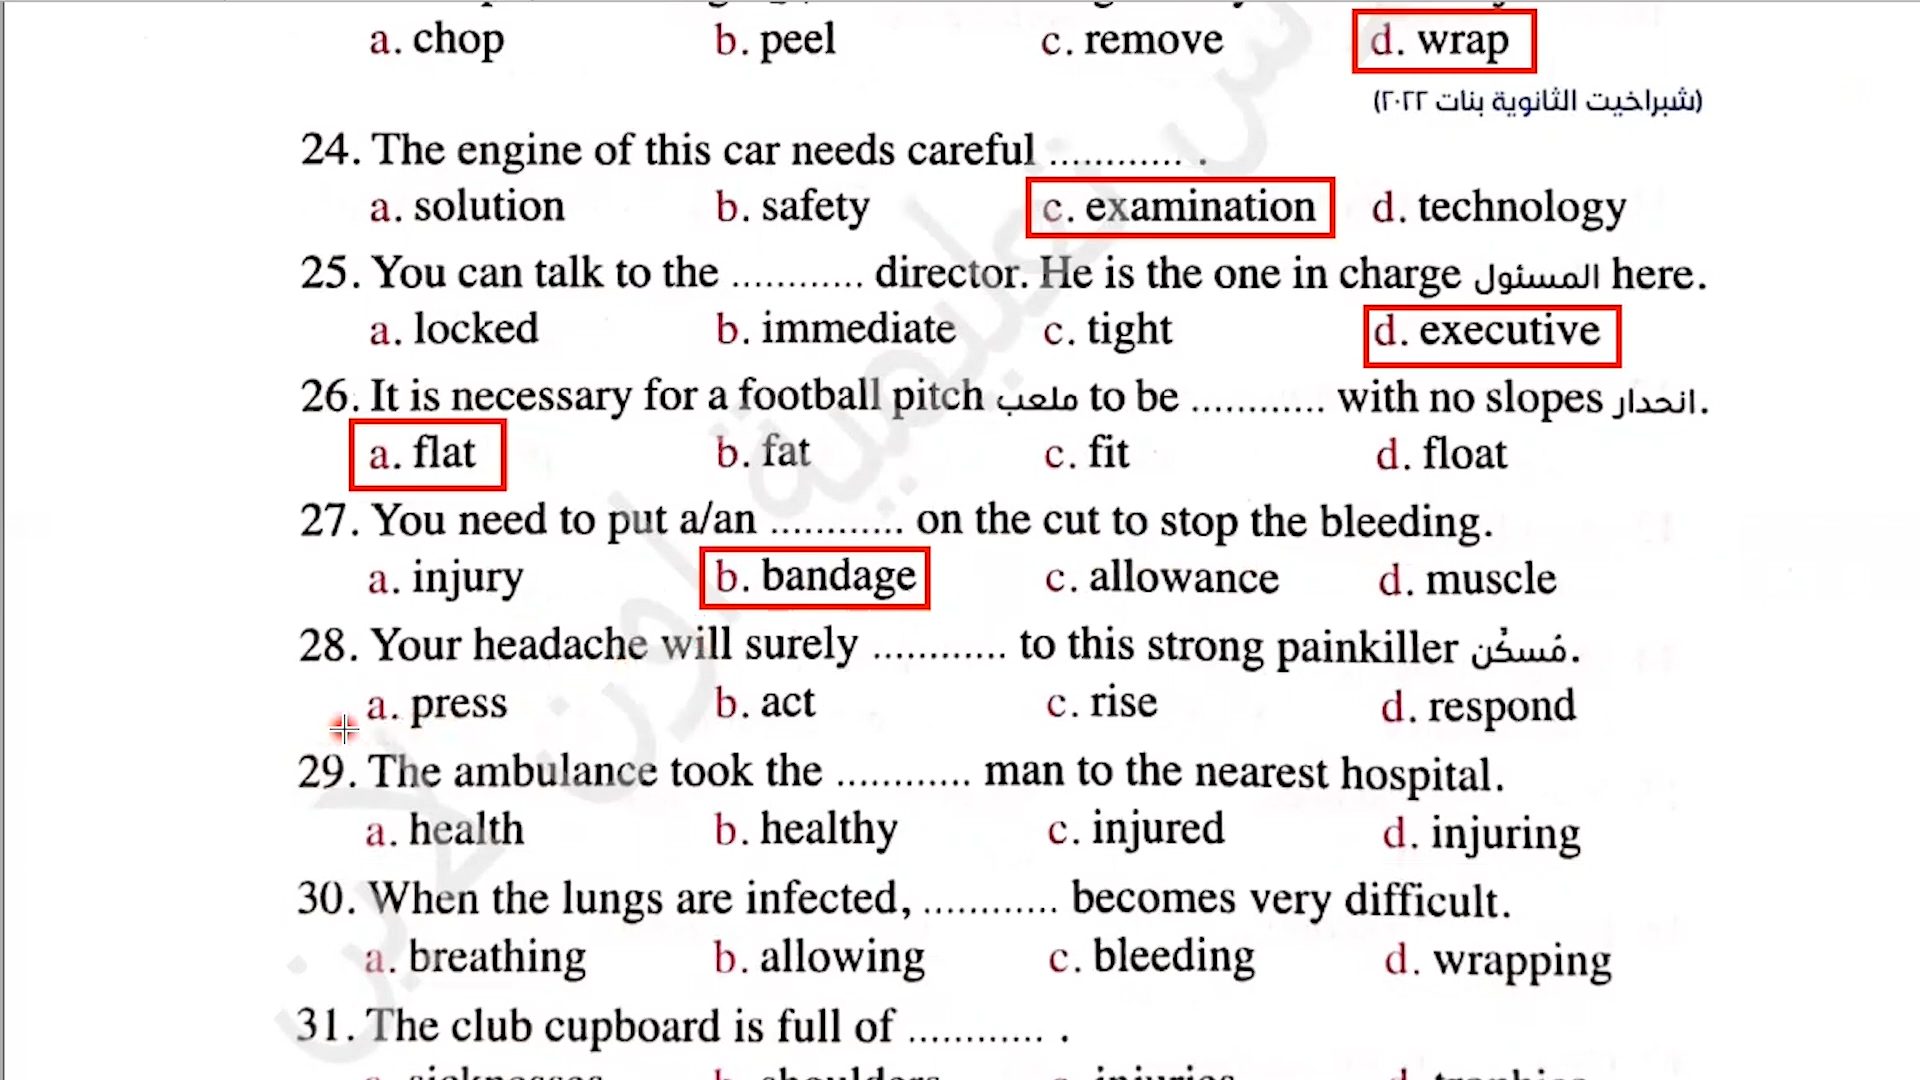 a. chop b. peel c. remove d. wrap
(شبراخيت الثانوية بنات ٢٠٢٢)
24. The engine of this car needs careful ............ .
a. solution b. safety c. examination d. technology
25. You can talk to the ............ director. He is the one in charge المسئول here.
a. locked b. immediate c. tight d. executive
26. It is necessary for a football pitch ملعب to be ............ with no slopes انحدار.
a. flat b. fat c. fit d. float
27. You need to put a/an ............ on the cut to stop the bleeding.
a. injury b. bandage c. allowance d. muscle
28. Your headache will surely ............ to this strong painkiller مُسكِّن.
a. press b. act c. rise d. respond
29. The ambulance took the ............ man to the nearest hospital.
a. health b. healthy c. injured d. injuring
30. When the lungs are infected, ............ becomes very difficult.
a. breathing b. allowing c. bleeding d. wrapping
31. The club cupboard is full of ............ .
a. sicknesses b. shoulders c. injuries d. trophies